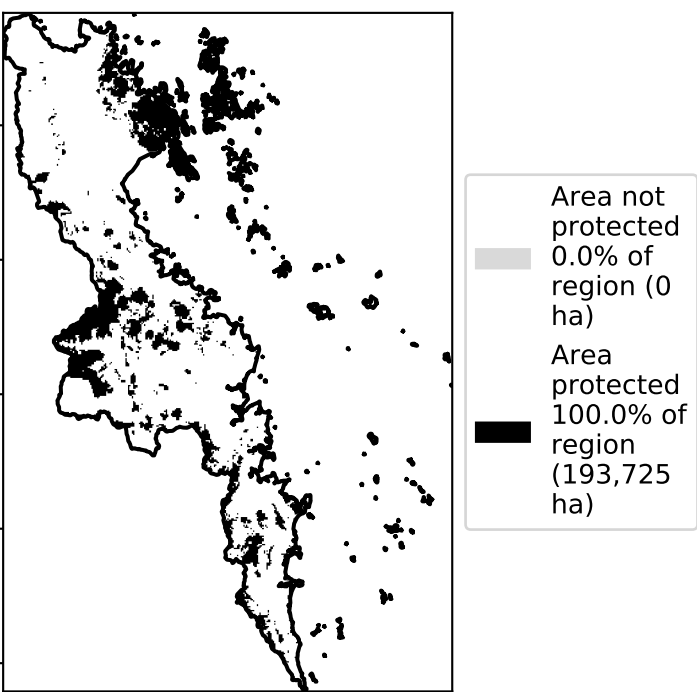 Area not
protected
0.0% of
region (0
ha)
Area
protected
100.0% of
region
(193,725
ha)